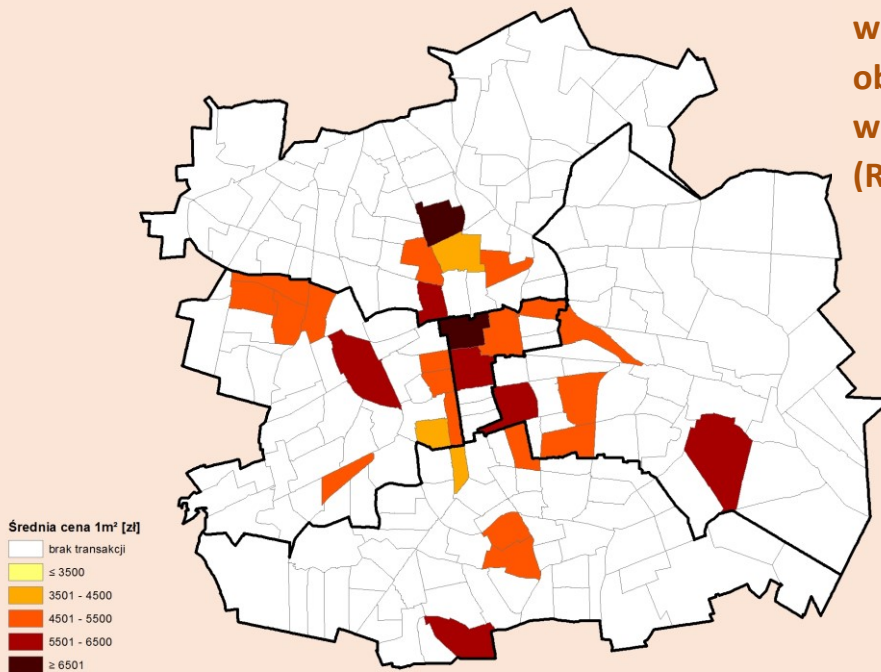 Średnia cena 1m² [zł]
brak transakcji
≤ 3500
3501 - 4500
4501 - 5500
5501 - 6500
≥ 6501